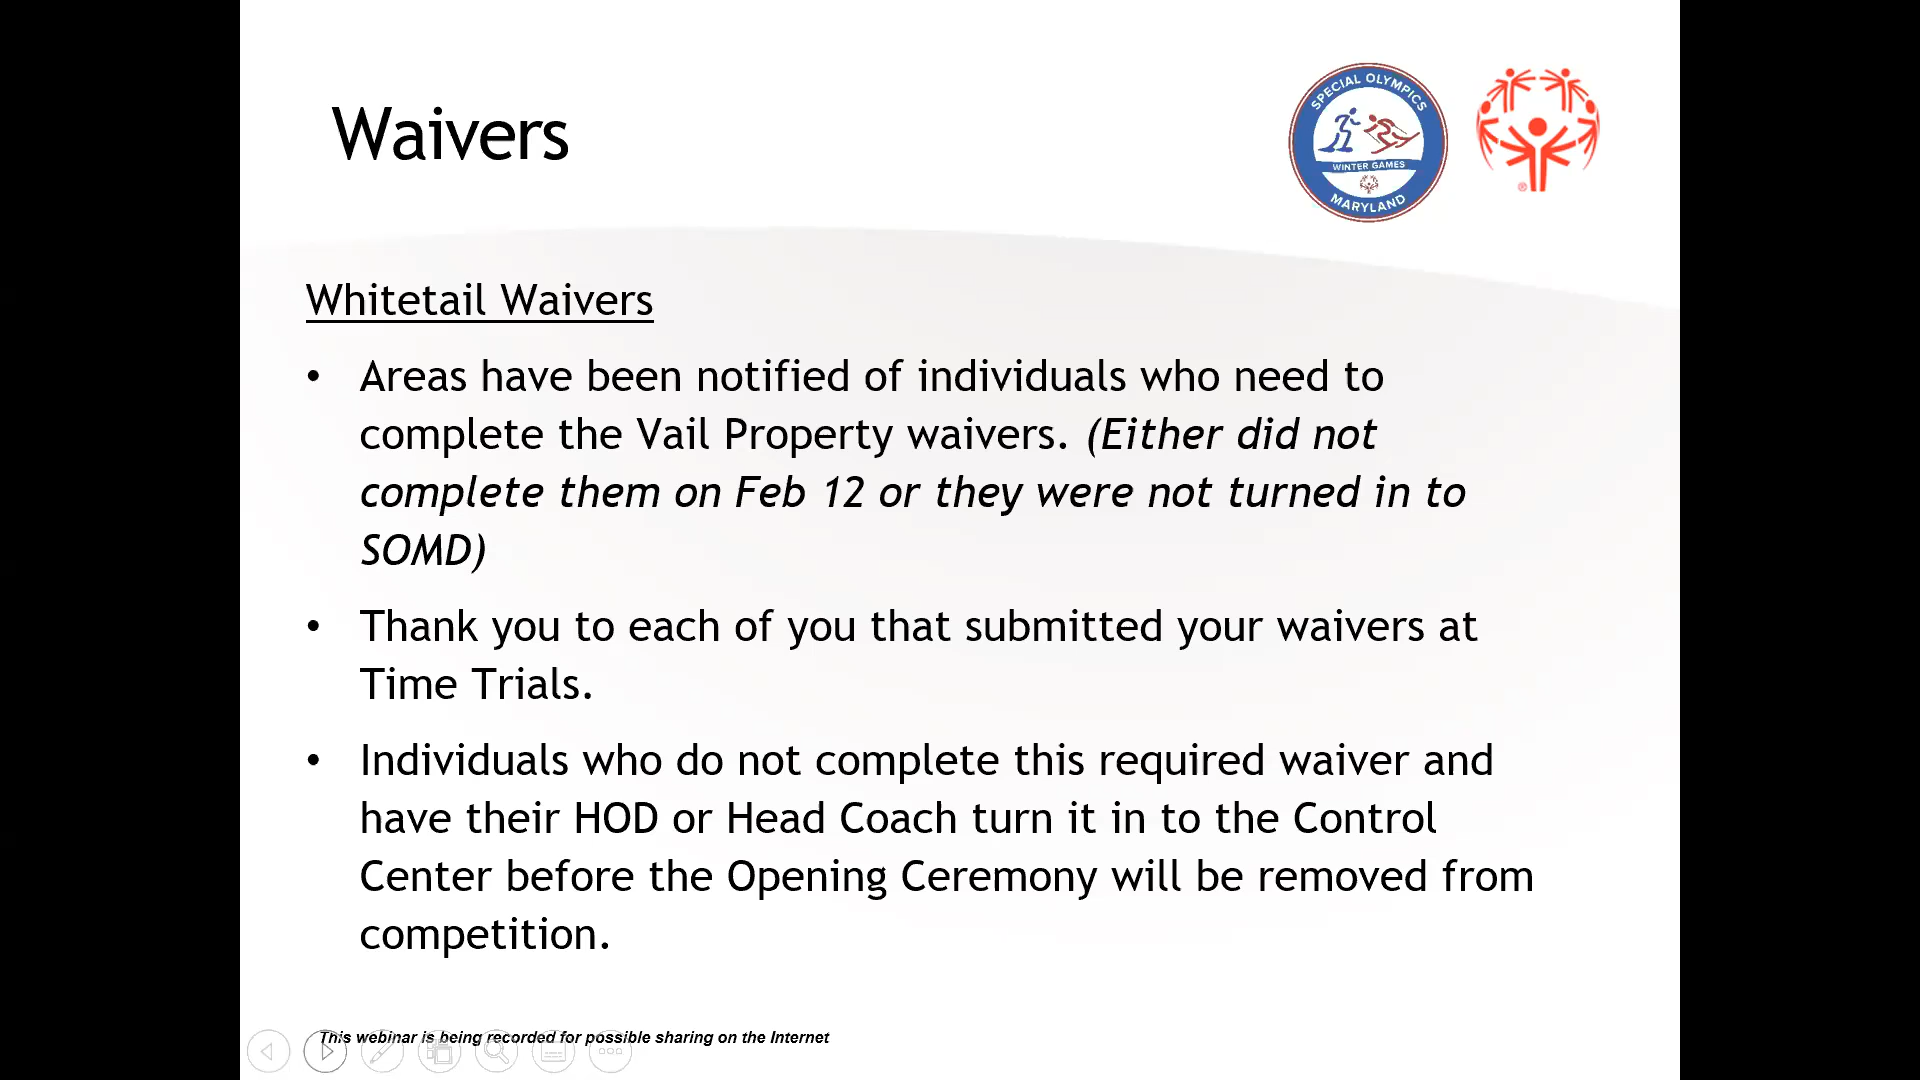 Waivers
SPECIAL OLYMPICS
WINTER GAMES
MARYLAND
®
Whitetail Waivers
• Areas have been notified of individuals who need to
complete the Vail Property waivers. (Either did not
complete them on Feb 12 or they were not turned in to
SOMD)
• Thank you to each of you that submitted your waivers at
Time Trials.
• Individuals who do not complete this required waiver and
have their HOD or Head Coach turn it in to the Control
Center before the Opening Ceremony will be removed from
competition.
This webinar is being recorded for possible sharing on the Internet